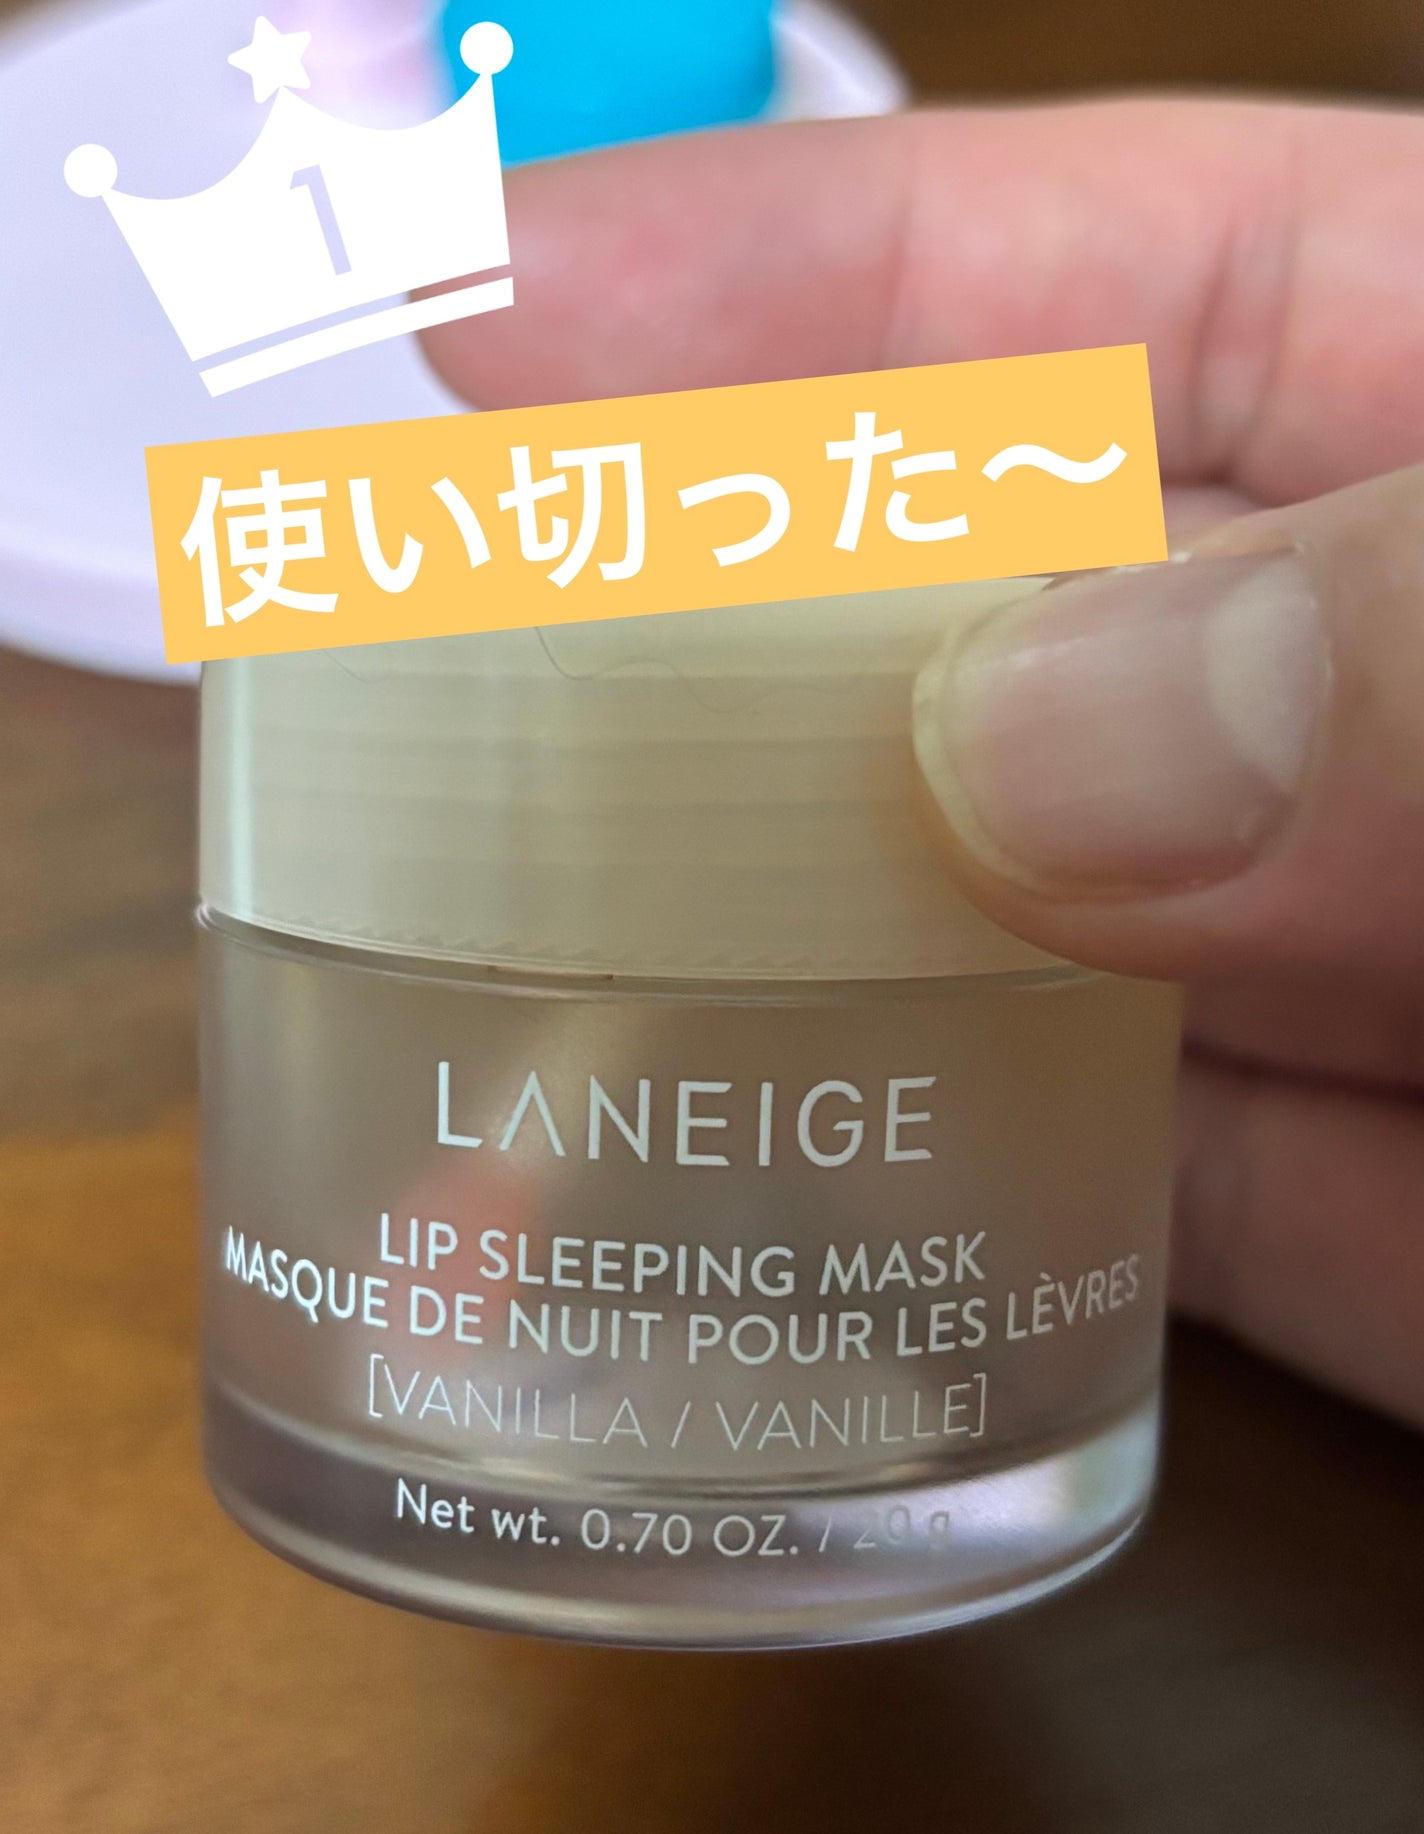 1
使い切った〜
LANEIGE
LIP SLEEPING MASK
MASQUE DE NUIT POUR LES LÈVRES
[VANILLA / VANILLE]
Net wt. 0.70 OZ. / 20 g